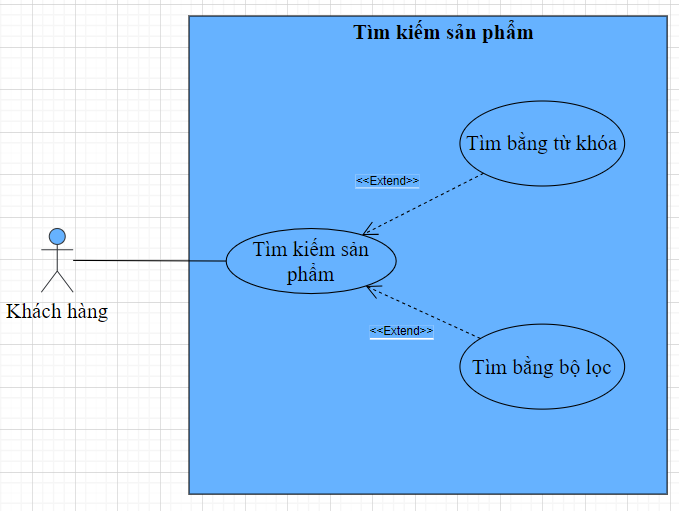 Tìm kiếm sản phẩm
Tìm bằng từ khóa
<<Extend>>
Tìm kiếm sản
phẩm
Khách hàng
<<Extend>>
Tìm bằng bộ lọc